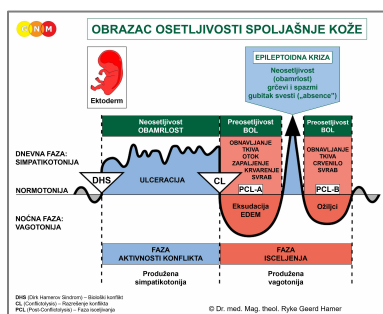 GNM
OBRAZAC OSETLJIVOSTI SPOLJAŠNJE KOŽE
Ektoderm
EPILEPTOIDNA KRIZA
Neosetljivost
(obamrlost)
grčevi i spazmi
gubitak svesti („absence")
Neosetljivost
OBAMRLOST
Preosetljivost
BOL
Preosetljivost
BOL
DNEVNA FAZA:
SIMPATIKOTONIJA
OBNAVLJANJE
TKIVA
OTOK
ZAPALJENJE
KRVARENJE
SVRAB
OBNAVLJANJE
TKIVA
CRVENILO
SVRAB
DHS
ULCERACIJA
CL
PCL-A
PCL-B
NORMOTONIJA
NOĆNA FAZA:
VAGOTONIJA
Eksudacija
EDEM
Ožiljci
FAZA
AKTIVNOSTI KONFLIKTA
FAZA
ISCELJENJA
Produžena
simpatikotonija
Produžena
vagotonija
DHS (Dirk Hamerov Sindrom) – Biološki konflikt
CL (Conflictolysis) – Razrešenje konflikta
PCL (Post-Conflictolysis) – Faza isceljivanja
© Dr. med. Mag. theol. Ryke Geerd Hamer